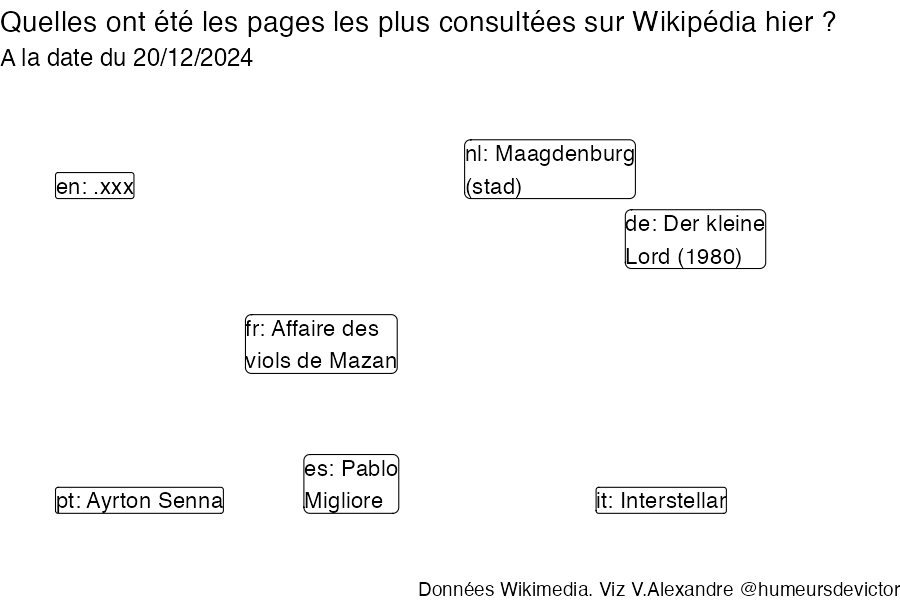 Quelles ont été les pages les plus consultées sur Wikipédia hier ?
A la date du 20/12/2024
nl: Maagdenburg
(stad)
en: .xxx
de: Der kleine
Lord (1980)
fr: Affaire des
viols de Mazan
es: Pablo
Migliore
pt: Ayrton Senna
it: Interstellar
Données Wikimedia. Viz V.Alexandre @humeursdevictor